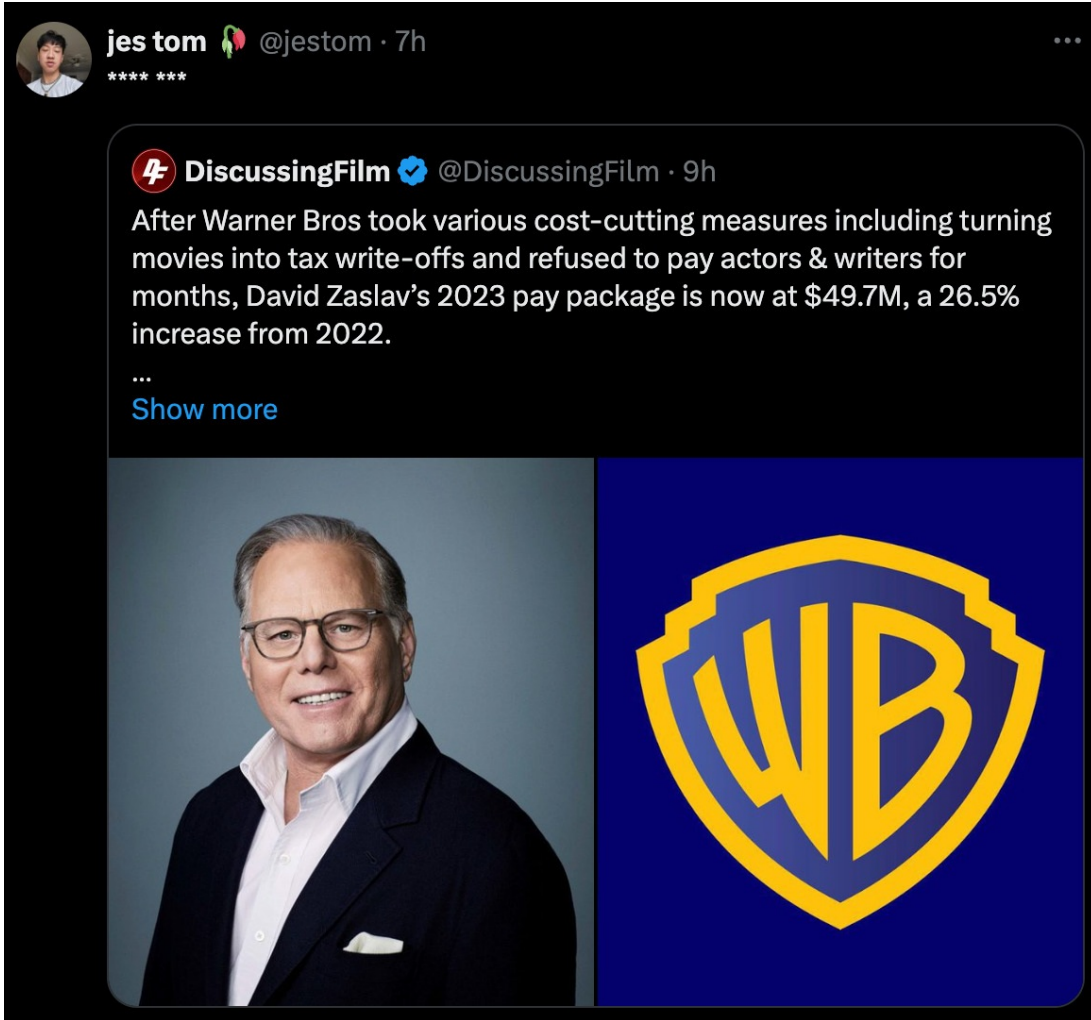 jes tom @jestom · 7h
**** ***
DF DiscussingFilm @DiscussingFilm · 9h
After Warner Bros took various cost-cutting measures including turning
movies into tax write-offs and refused to pay actors & writers for
months, David Zaslav’s 2023 pay package is now at $49.7M, a 26.5%
increase from 2022.
...
Show more
WB